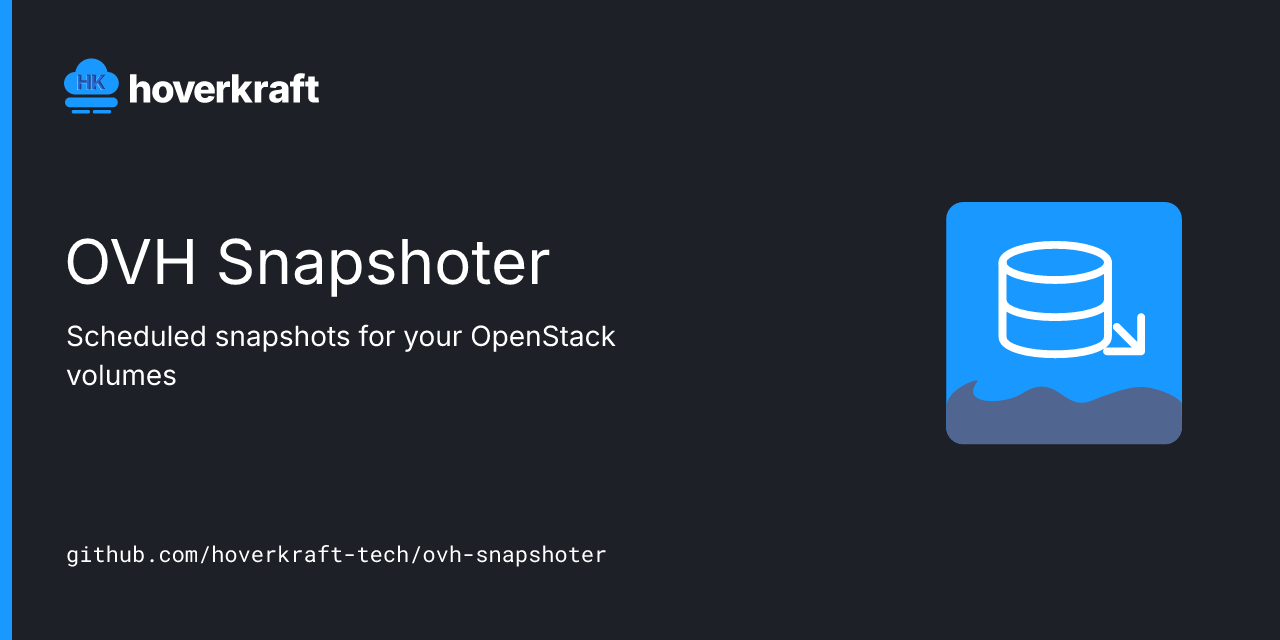 HK
hoverkraft
OVH Snapshoter
Scheduled snapshots for your OpenStack
volumes
github.com/hoverkraft-tech/ovh-snapshoter